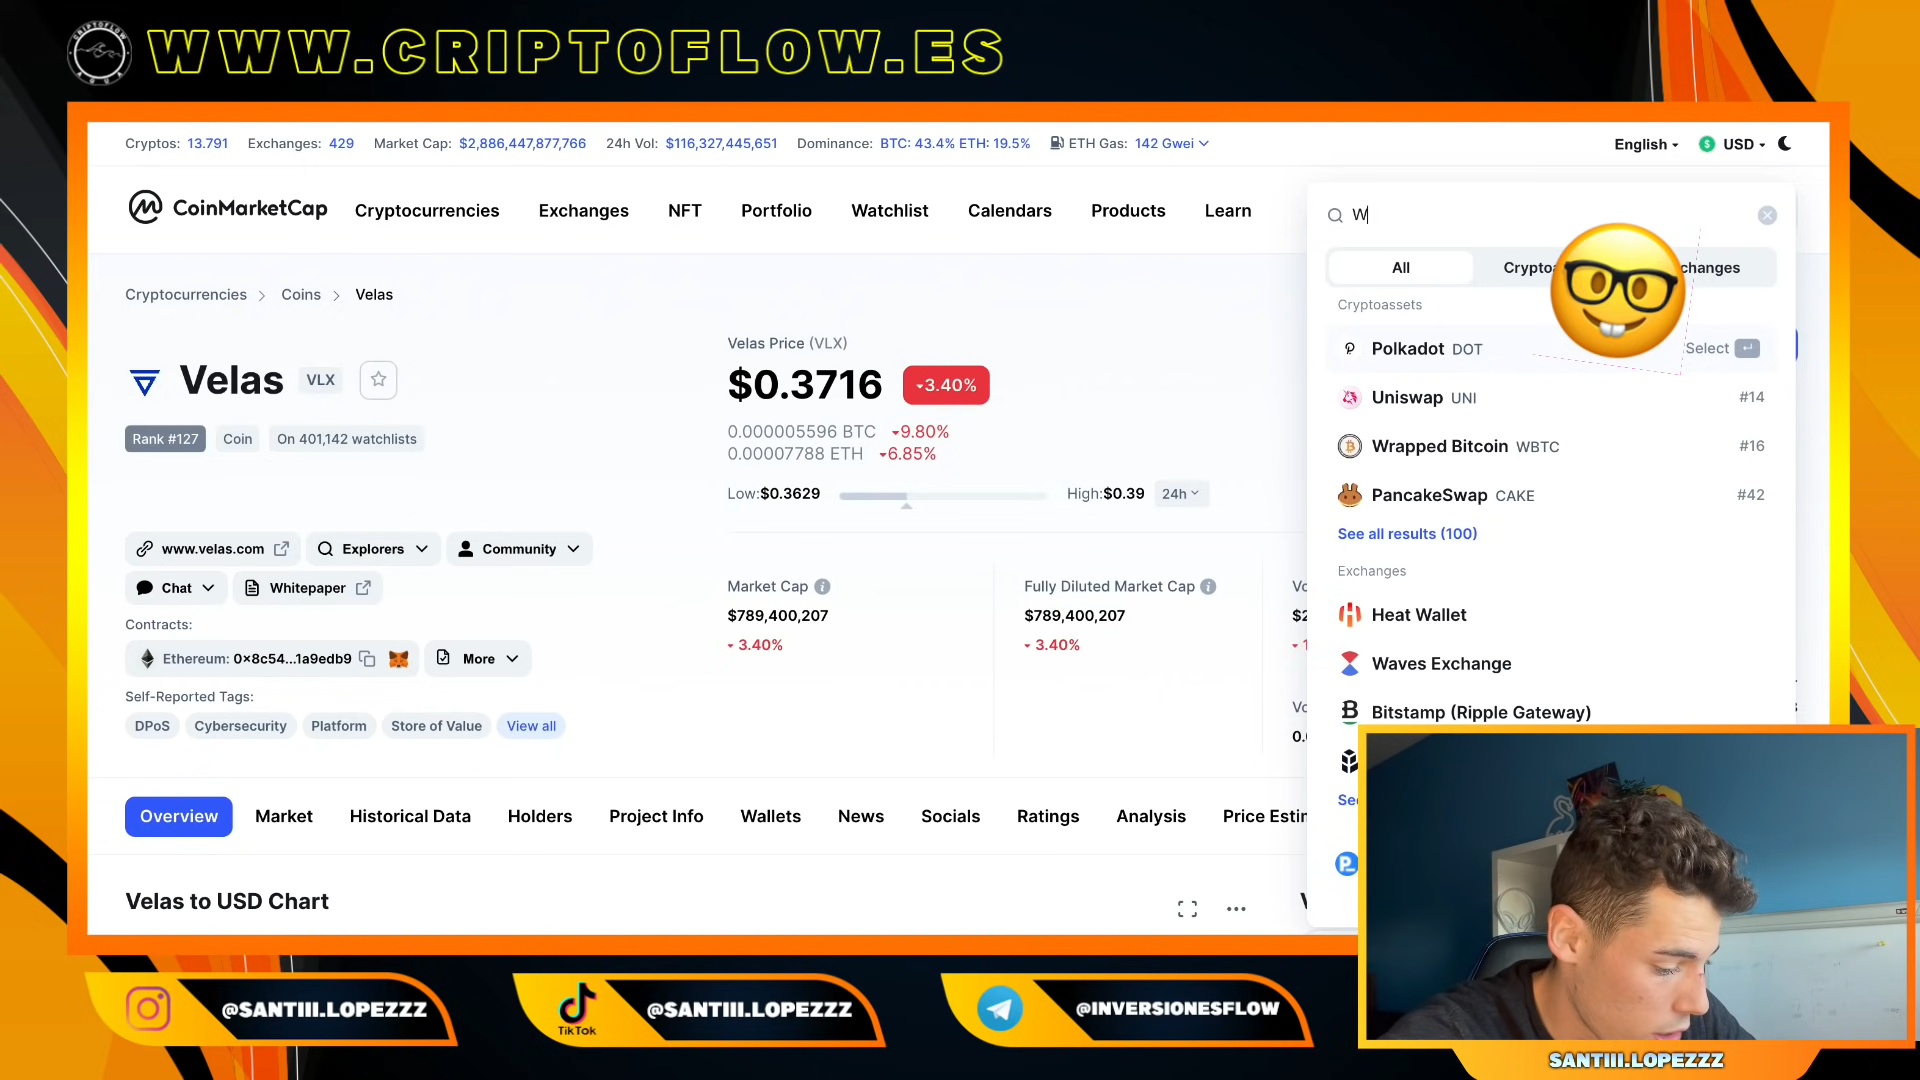 WWW.CRIPTOFLOW.ES
Cryptos: 13.791 Exchanges: 429 Market Cap: $2,886,447,877,766 24h Vol: $116,327,445,651 Dominance: BTC: 43.4% ETH: 19.5% ETH Gas: 142 Gwei
English USD
CoinMarketCap Cryptocurrencies Exchanges NFT Portfolio Watchlist Calendars Products Learn
W
All
Cryptocurrencies > Coins > Velas
Cryptoassets
Velas VLX
Rank #127 Coin On 401,142 watchlists
www.velas.com Explorers Community
Chat Whitepaper
Contracts:
Ethereum: 0x8c54...1a9edb9 More
Self-Reported Tags:
DPoS Cybersecurity Platform Store of Value View all
Velas Price (VLX)
$0.3716 3.40%
0.000005596 BTC 9.80%
0.00007788 ETH 6.85%
Low:$0.3629 High:$0.39 24h
Market Cap
$789,400,207
3.40%
Fully Diluted Market Cap
$789,400,207
3.40%
Polkadot DOT Select
Uniswap UNI #14
Wrapped Bitcoin WBTC #16
PancakeSwap CAKE #42
See all results (100)
Exchanges
Heat Wallet
Waves Exchange
Bitstamp (Ripple Gateway)
Overview Market Historical Data Holders Project Info Wallets News Socials Ratings Analysis
Velas to USD Chart
@SANTIII.LOPEZZZ
TikTok
@SANTIII.LOPEZZZ
@INVERSIONESFLOW
SANTIII.LOPEZZZ